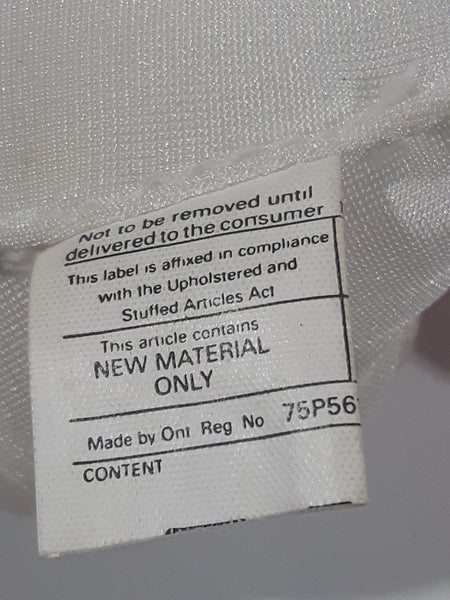 Not to be removed until
delivered to the consumer
This label is affixed in compliance
with the Upholstered and
Stuffed Articles Act
This article contains
NEW MATERIAL
ONLY
Made by Ont Reg No 75P56
CONTENT